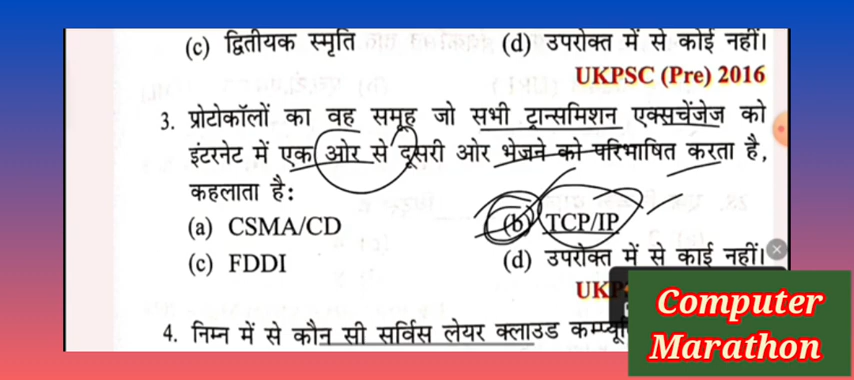 (c) द्वितीयक स्मृति (d) उपरोक्त में से कोई नहीं।
UKPSC (Pre) 2016
3. प्रोटोकॉलों का वह समूह जो सभी ट्रान्समिशन एक्सचेंजेज को
इंटरनेट में एक ओर से दूसरी ओर भेजने को परिभाषित करता है,
कहलाता है:
(a) CSMA/CD (b) TCP/IP
(c) FDDI (d) उपरोक्त में से काई नहीं।
Computer
Marathon
4. निम्न में से कौन सी सर्विस लेयर क्लाउड